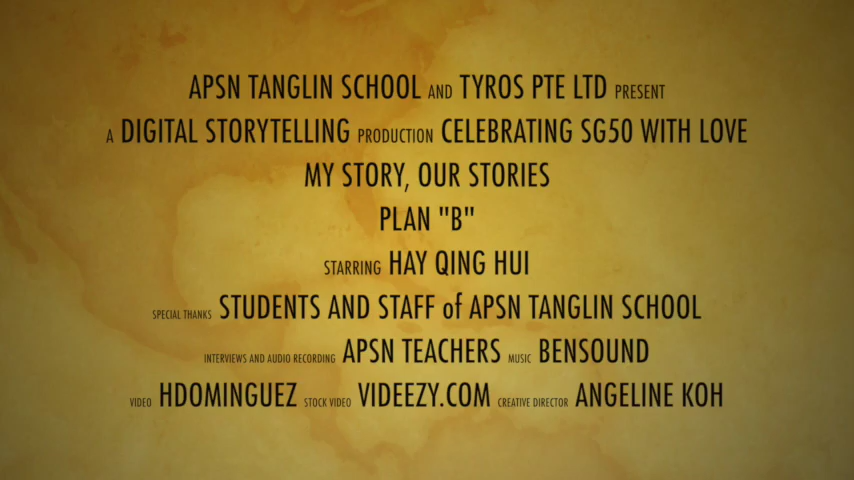 APSN TANGLIN SCHOOL AND TYROS PTE LTD PRESENT
A DIGITAL STORYTELLING PRODUCTION CELEBRATING SG50 WITH LOVE
MY STORY, OUR STORIES
PLAN "B"
STARRING HAY QING HUI
SPECIAL THANKS STUDENTS AND STAFF of APSN TANGLIN SCHOOL
INTERVIEWS AND AUDIO RECORDING APSN TEACHERS MUSIC BENSOUND
VIDEO HDOMINGUEZ STOCK VIDEO VIDEEZY.COM CREATIVE DIRECTOR ANGELINE KOH